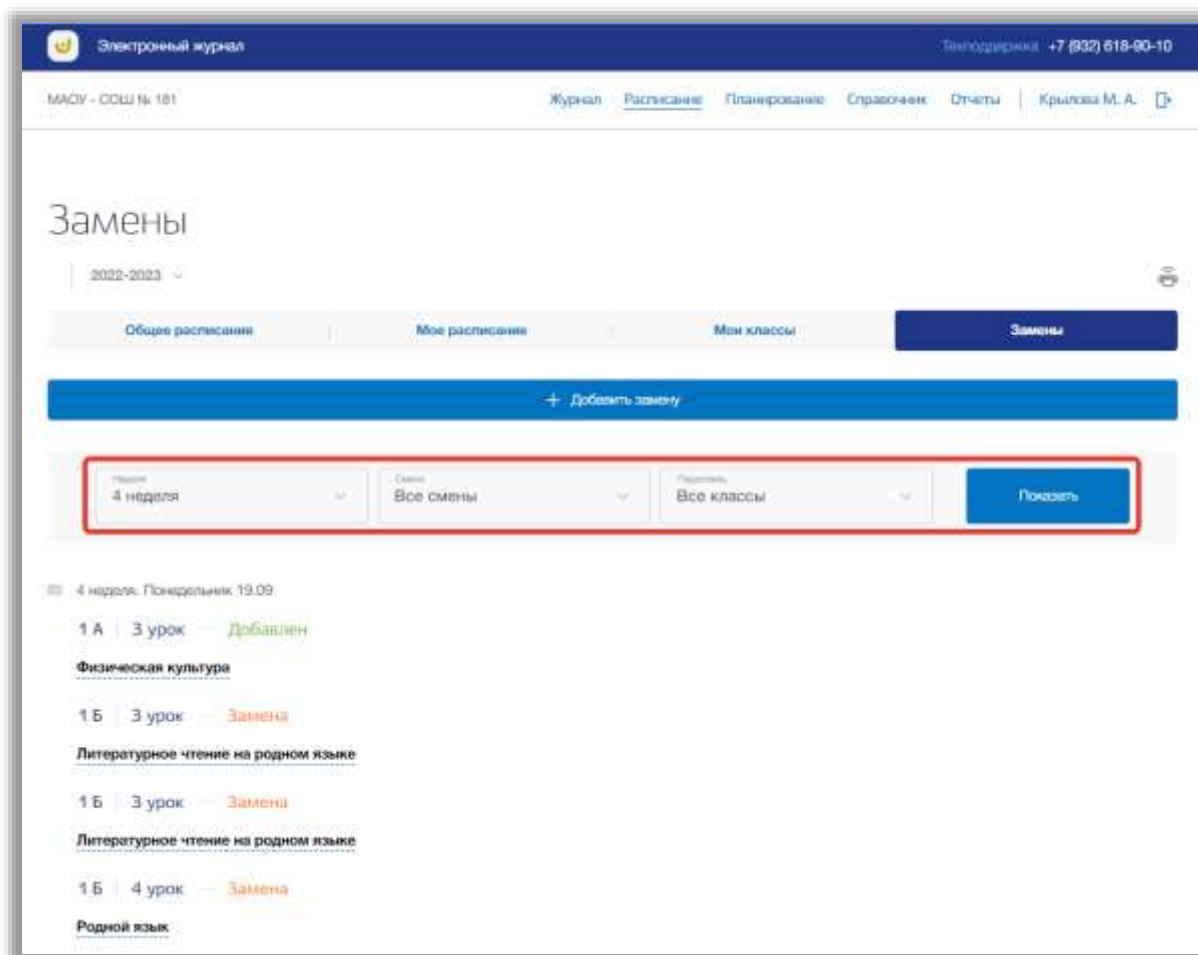 Электронный журнал Техподдержка +7 (932) 618-90-10
МАОУ - СОШ № 181 Журнал Расписание Планирование Справочник Отчеты Крылова М. А.
Замены
2022-2023
Общее расписание Мое расписание Мои классы Замены
+ Добавить замену
Неделя Смена Параллель
4 неделя Все смены Все классы Показать
4 неделя. Понедельник 19.09
1 А 3 урок — Добавлен
Физическая культура
1 Б 3 урок — Замена
Литературное чтение на родном языке
1 Б 3 урок — Замена
Литературное чтение на родном языке
1 Б 4 урок — Замена
Родной язык